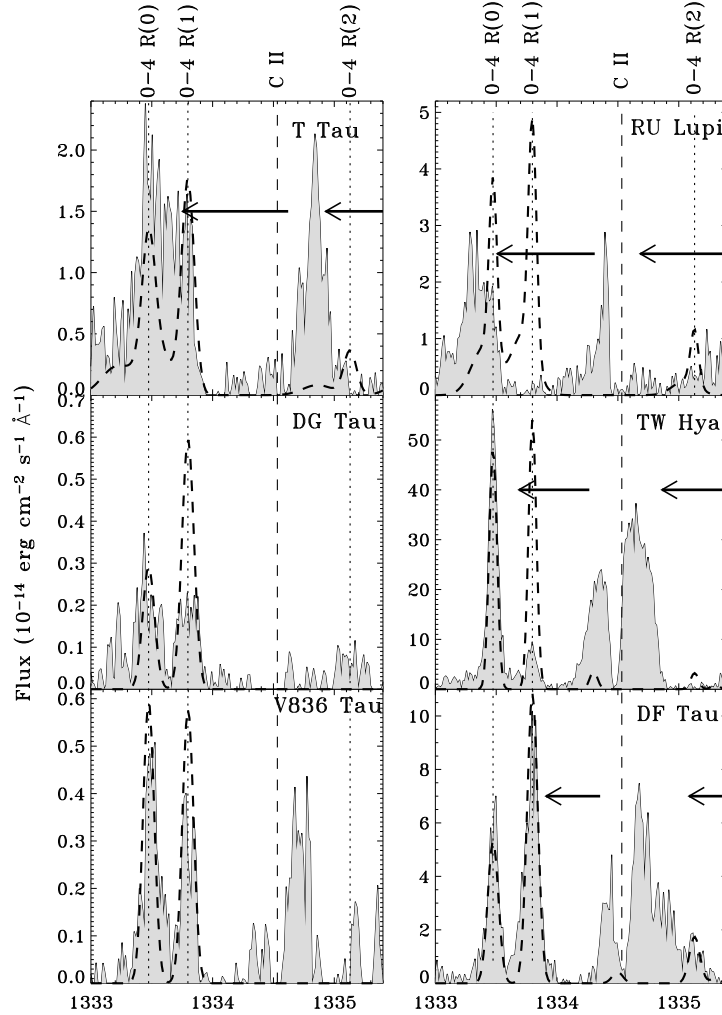 0−4 R(0)
0−4 R(1)
C II
0−4 R(2)
0−4 R(0)
0−4 R(1)
C II
0−4 R(2)
T Tau
2.0
1.5
1.0
0.5
0.0
RU Lupi
5
4
3
2
1
0
DG Tau
0.7
0.6
0.5
0.4
0.3
0.2
0.1
0.0
TW Hya
50
40
30
20
10
0
V836 Tau
0.6
0.5
0.4
0.3
0.2
0.1
0.0
DF Tau
10
8
6
4
2
0
1333
1334
1335
1333
1334
1335
Flux (10⁻¹⁴ erg cm⁻² s⁻¹ Å⁻¹)